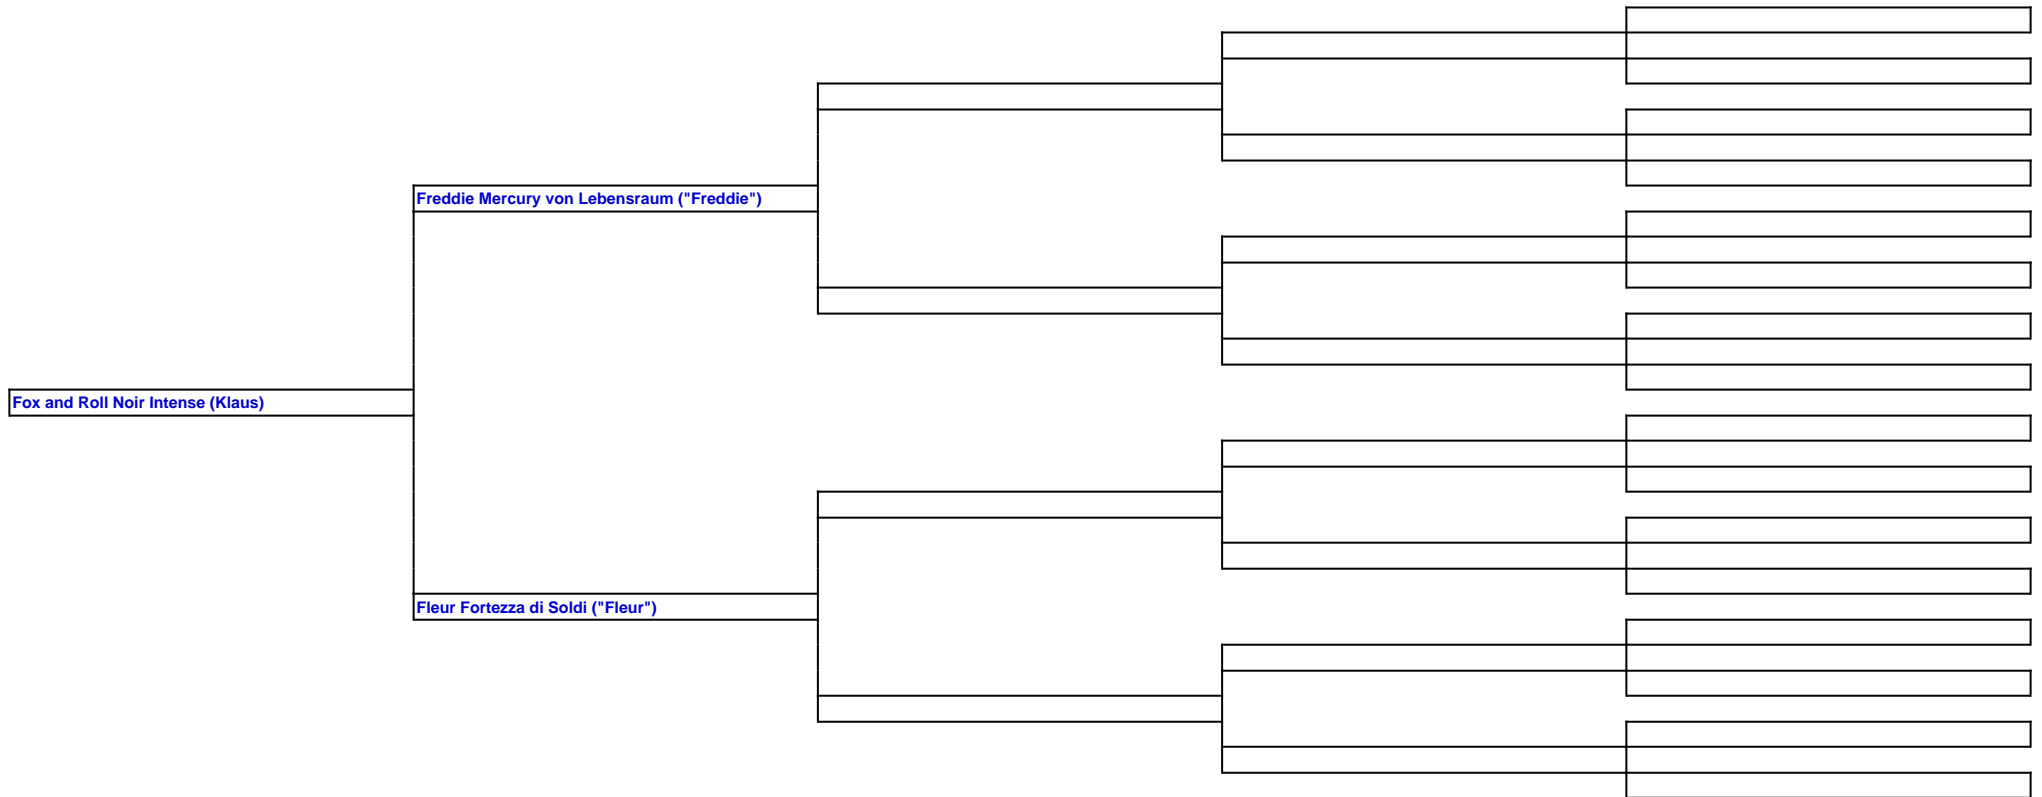 Freddie Mercury von Lebensraum ("Freddie")
Fox and Roll Noir Intense (Klaus)
Fleur Fortezza di Soldi ("Fleur")